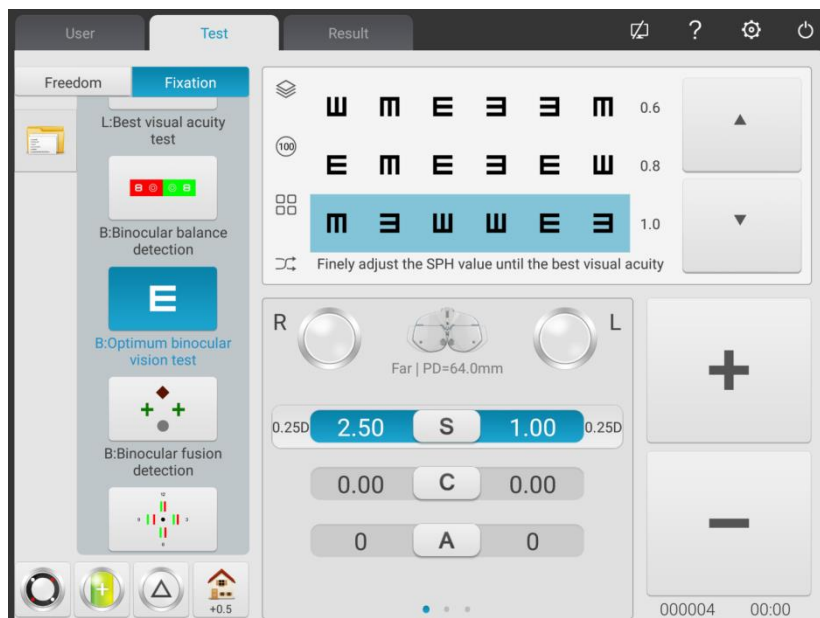 User
Test
Result
?
Freedom
Fixation
L:Best visual acuity
test
B B
B:Binocular balance
detection
E
B:Optimum binocular
vision test
B:Binocular fusion
detection
+0.5
100
0.6
0.8
1.0
Finely adjust the SPH value until the best visual acuity
R
L
Far | PD=64.0mm
0.25D 2.50 S 1.00 0.25D
0.00 C 0.00
0 A 0
+
−
000004 00:00